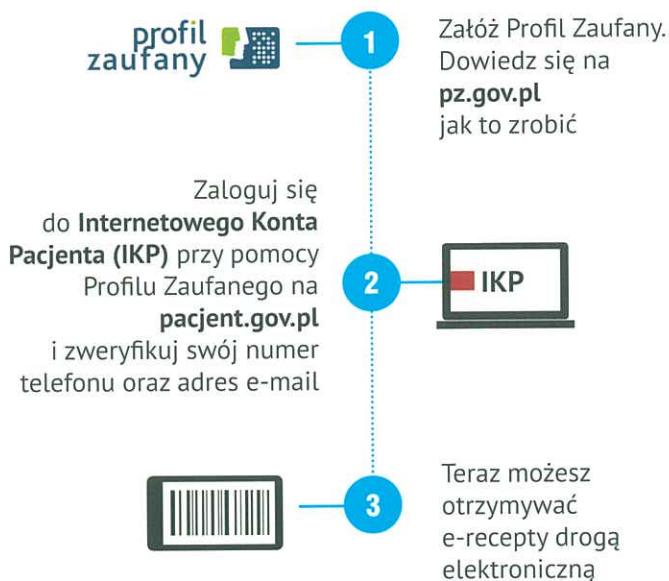 profil
zaufany
1
Załóż Profil Zaufany.
Dowiedz się na
pz.gov.pl
jak to zrobić
Zaloguj się
do Internetowego Konta
Pacjenta (IKP) przy pomocy
Profilu Zaufanego na
pacjent.gov.pl
i zweryfikuj swój numer
telefonu oraz adres e-mail
2
IKP
3
Teraz możesz
otrzymywać
e-recepty drogą
elektroniczną